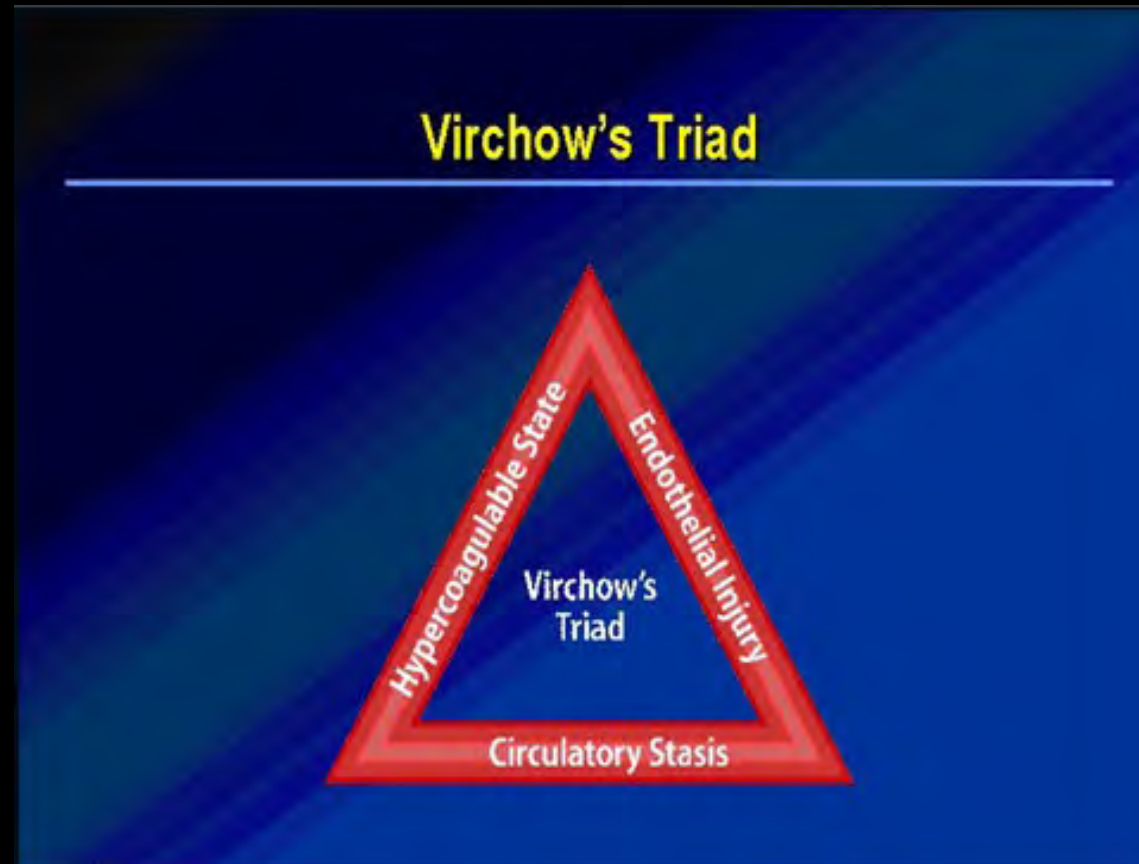 Virchow's Triad
Hypercoagulable State
Endothelial Injury
Virchow's
Triad
Circulatory Stasis